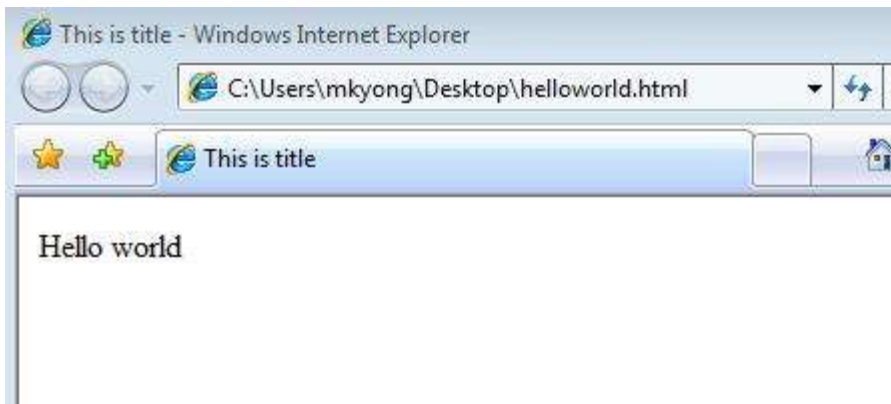 This is title - Windows Internet Explorer
C:\Users\mkyong\Desktop\helloworld.html
This is title
Hello world